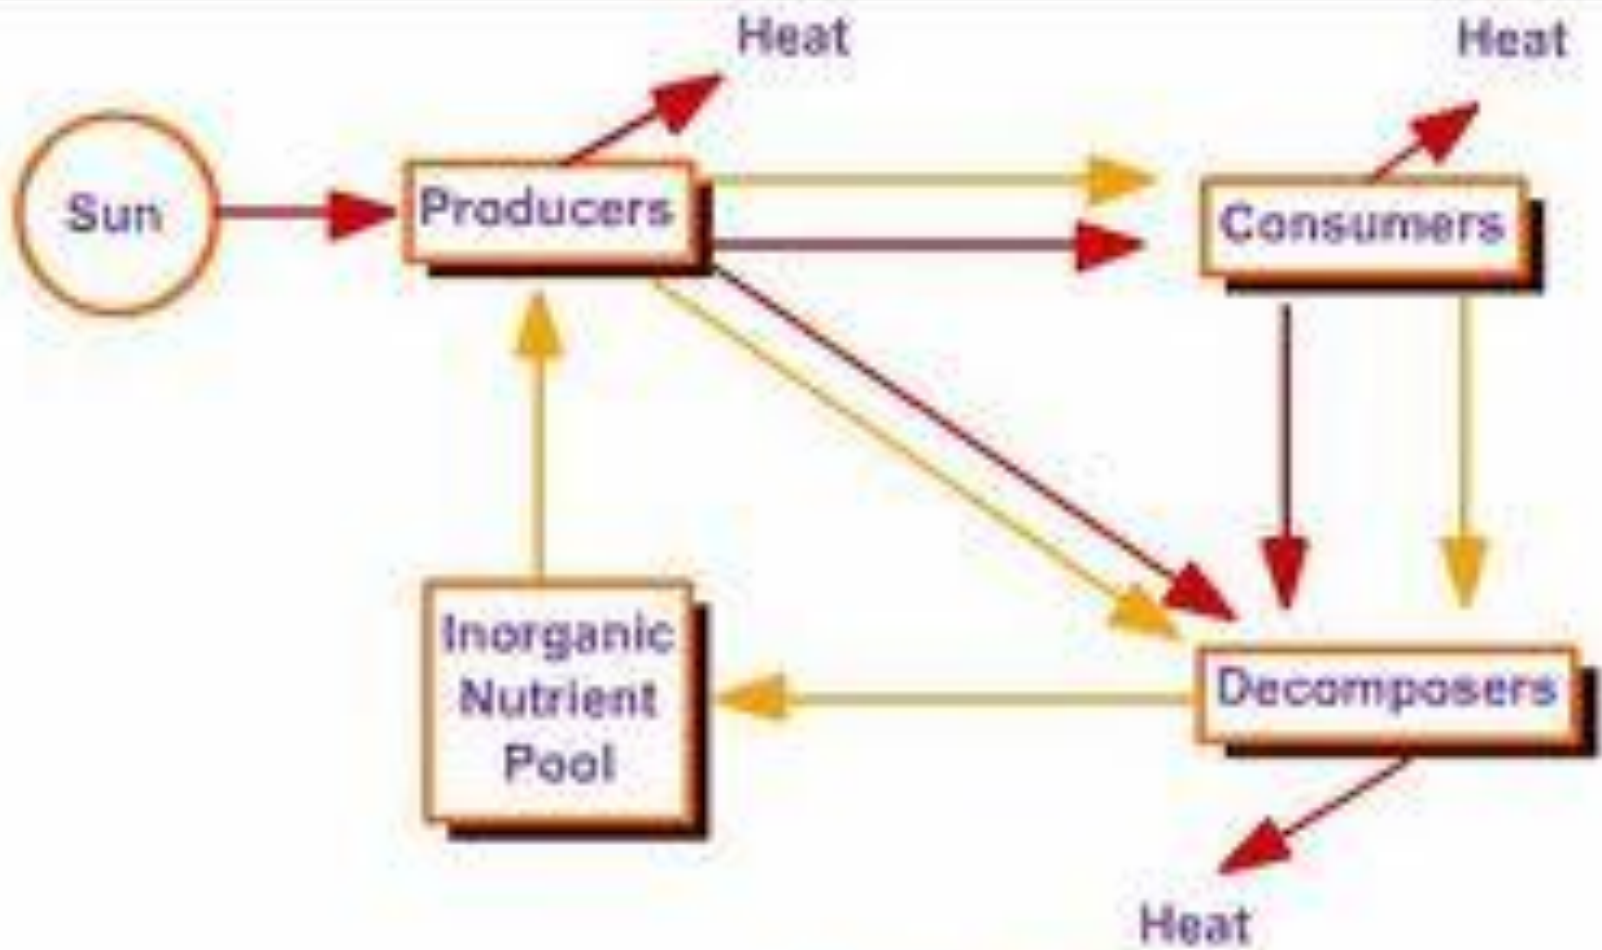 Heat
Heat
Sun
Producers
Consumers
Inorganic
Nutrient
Pool
Decomposers
Heat